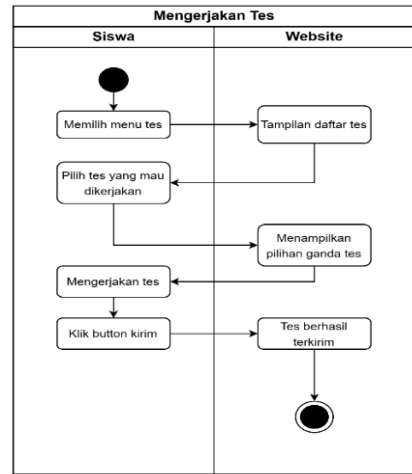 Mengerjakan Tes
Siswa
Website
Memilih menu tes
Tampilan daftar tes
Pilih tes yang mau
dikerjakan
Menampilkan
pilihan ganda tes
Mengerjakan tes
Klik button kirim
Tes berhasil
terkirim